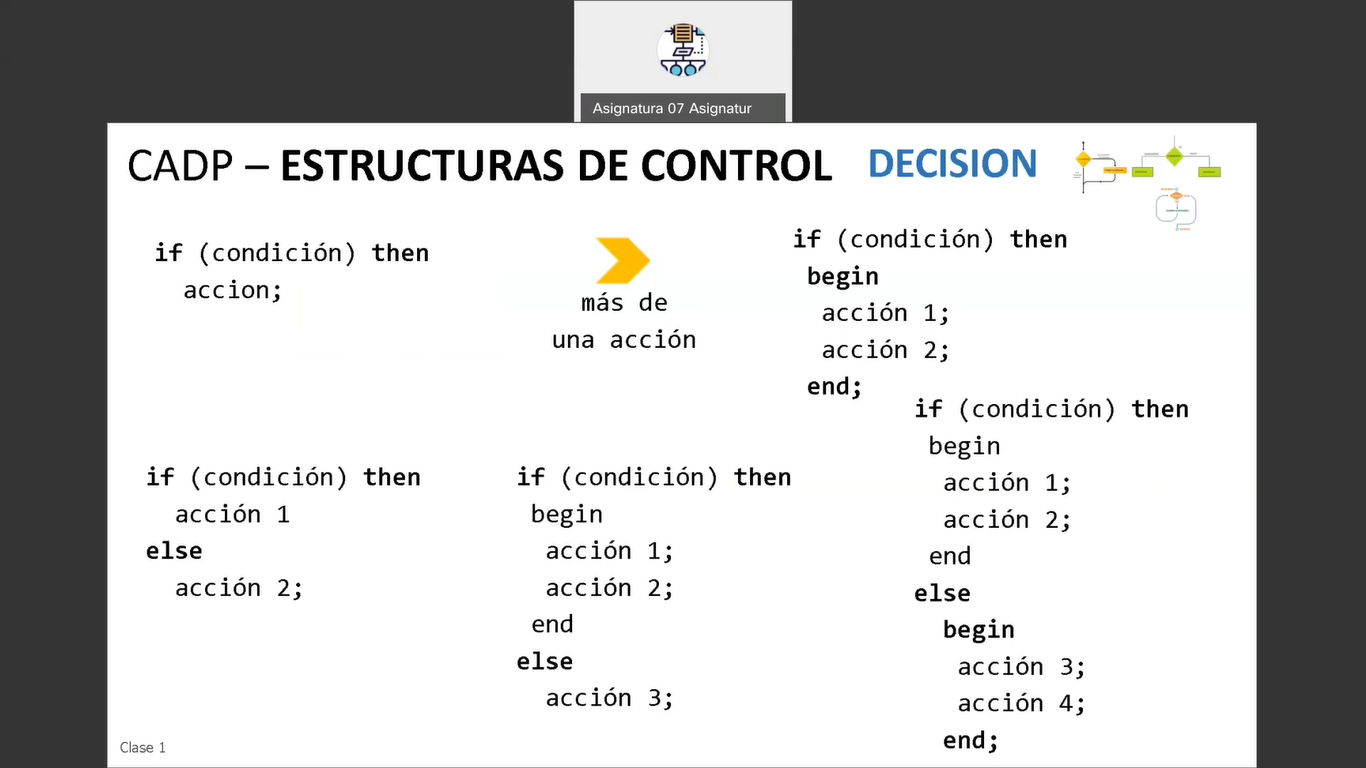 Asignatura 07 Asignatur
CADP – ESTRUCTURAS DE CONTROL DECISION
if (condición) then
accion;
más de
una acción
if (condición) then
begin
acción 1;
acción 2;
end;
if (condición) then
acción 1
else
acción 2;
if (condición) then
begin
acción 1;
acción 2;
end
else
acción 3;
if (condición) then
begin
acción 1;
acción 2;
end
else
begin
acción 3;
acción 4;
end;
Clase 1